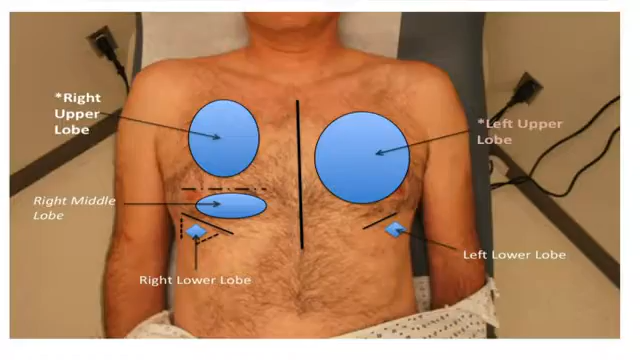 *Right
Upper
Lobe
*Left Upper
Lobe
Right Middle
Lobe
Left Lower Lobe
Right Lower Lobe